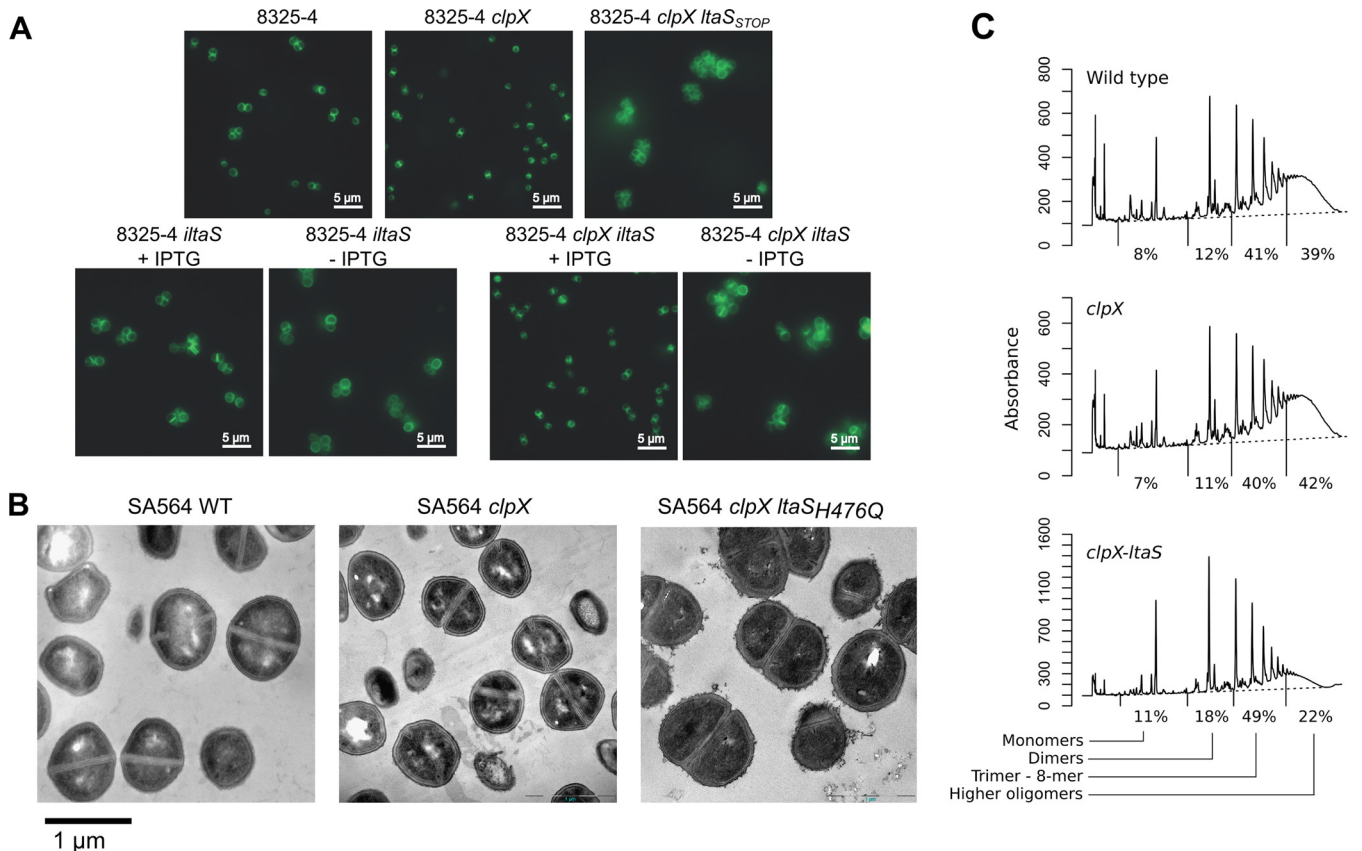 A
8325-4
8325-4 clpX
8325-4 clpX ltaSSTOP
5 µm
5 µm
5 µm
8325-4 iltaS
+ IPTG
8325-4 iltaS
- IPTG
8325-4 clpX iltaS
+ IPTG
8325-4 clpX iltaS
- IPTG
5 µm
5 µm
5 µm
5 µm
B
SA564 WT
SA564 clpX
SA564 clpX ltaSH476Q
1 µm
1 µm
1 µm
C
Absorbance
Wild type
800
600
400
200
0
8% 12% 41% 39%
clpX
600
400
200
0
7% 11% 40% 42%
clpX-ltaS
1600
1100
700
300
0
11% 18% 49% 22%
Monomers
Dimers
Trimer - 8-mer
Higher oligomers